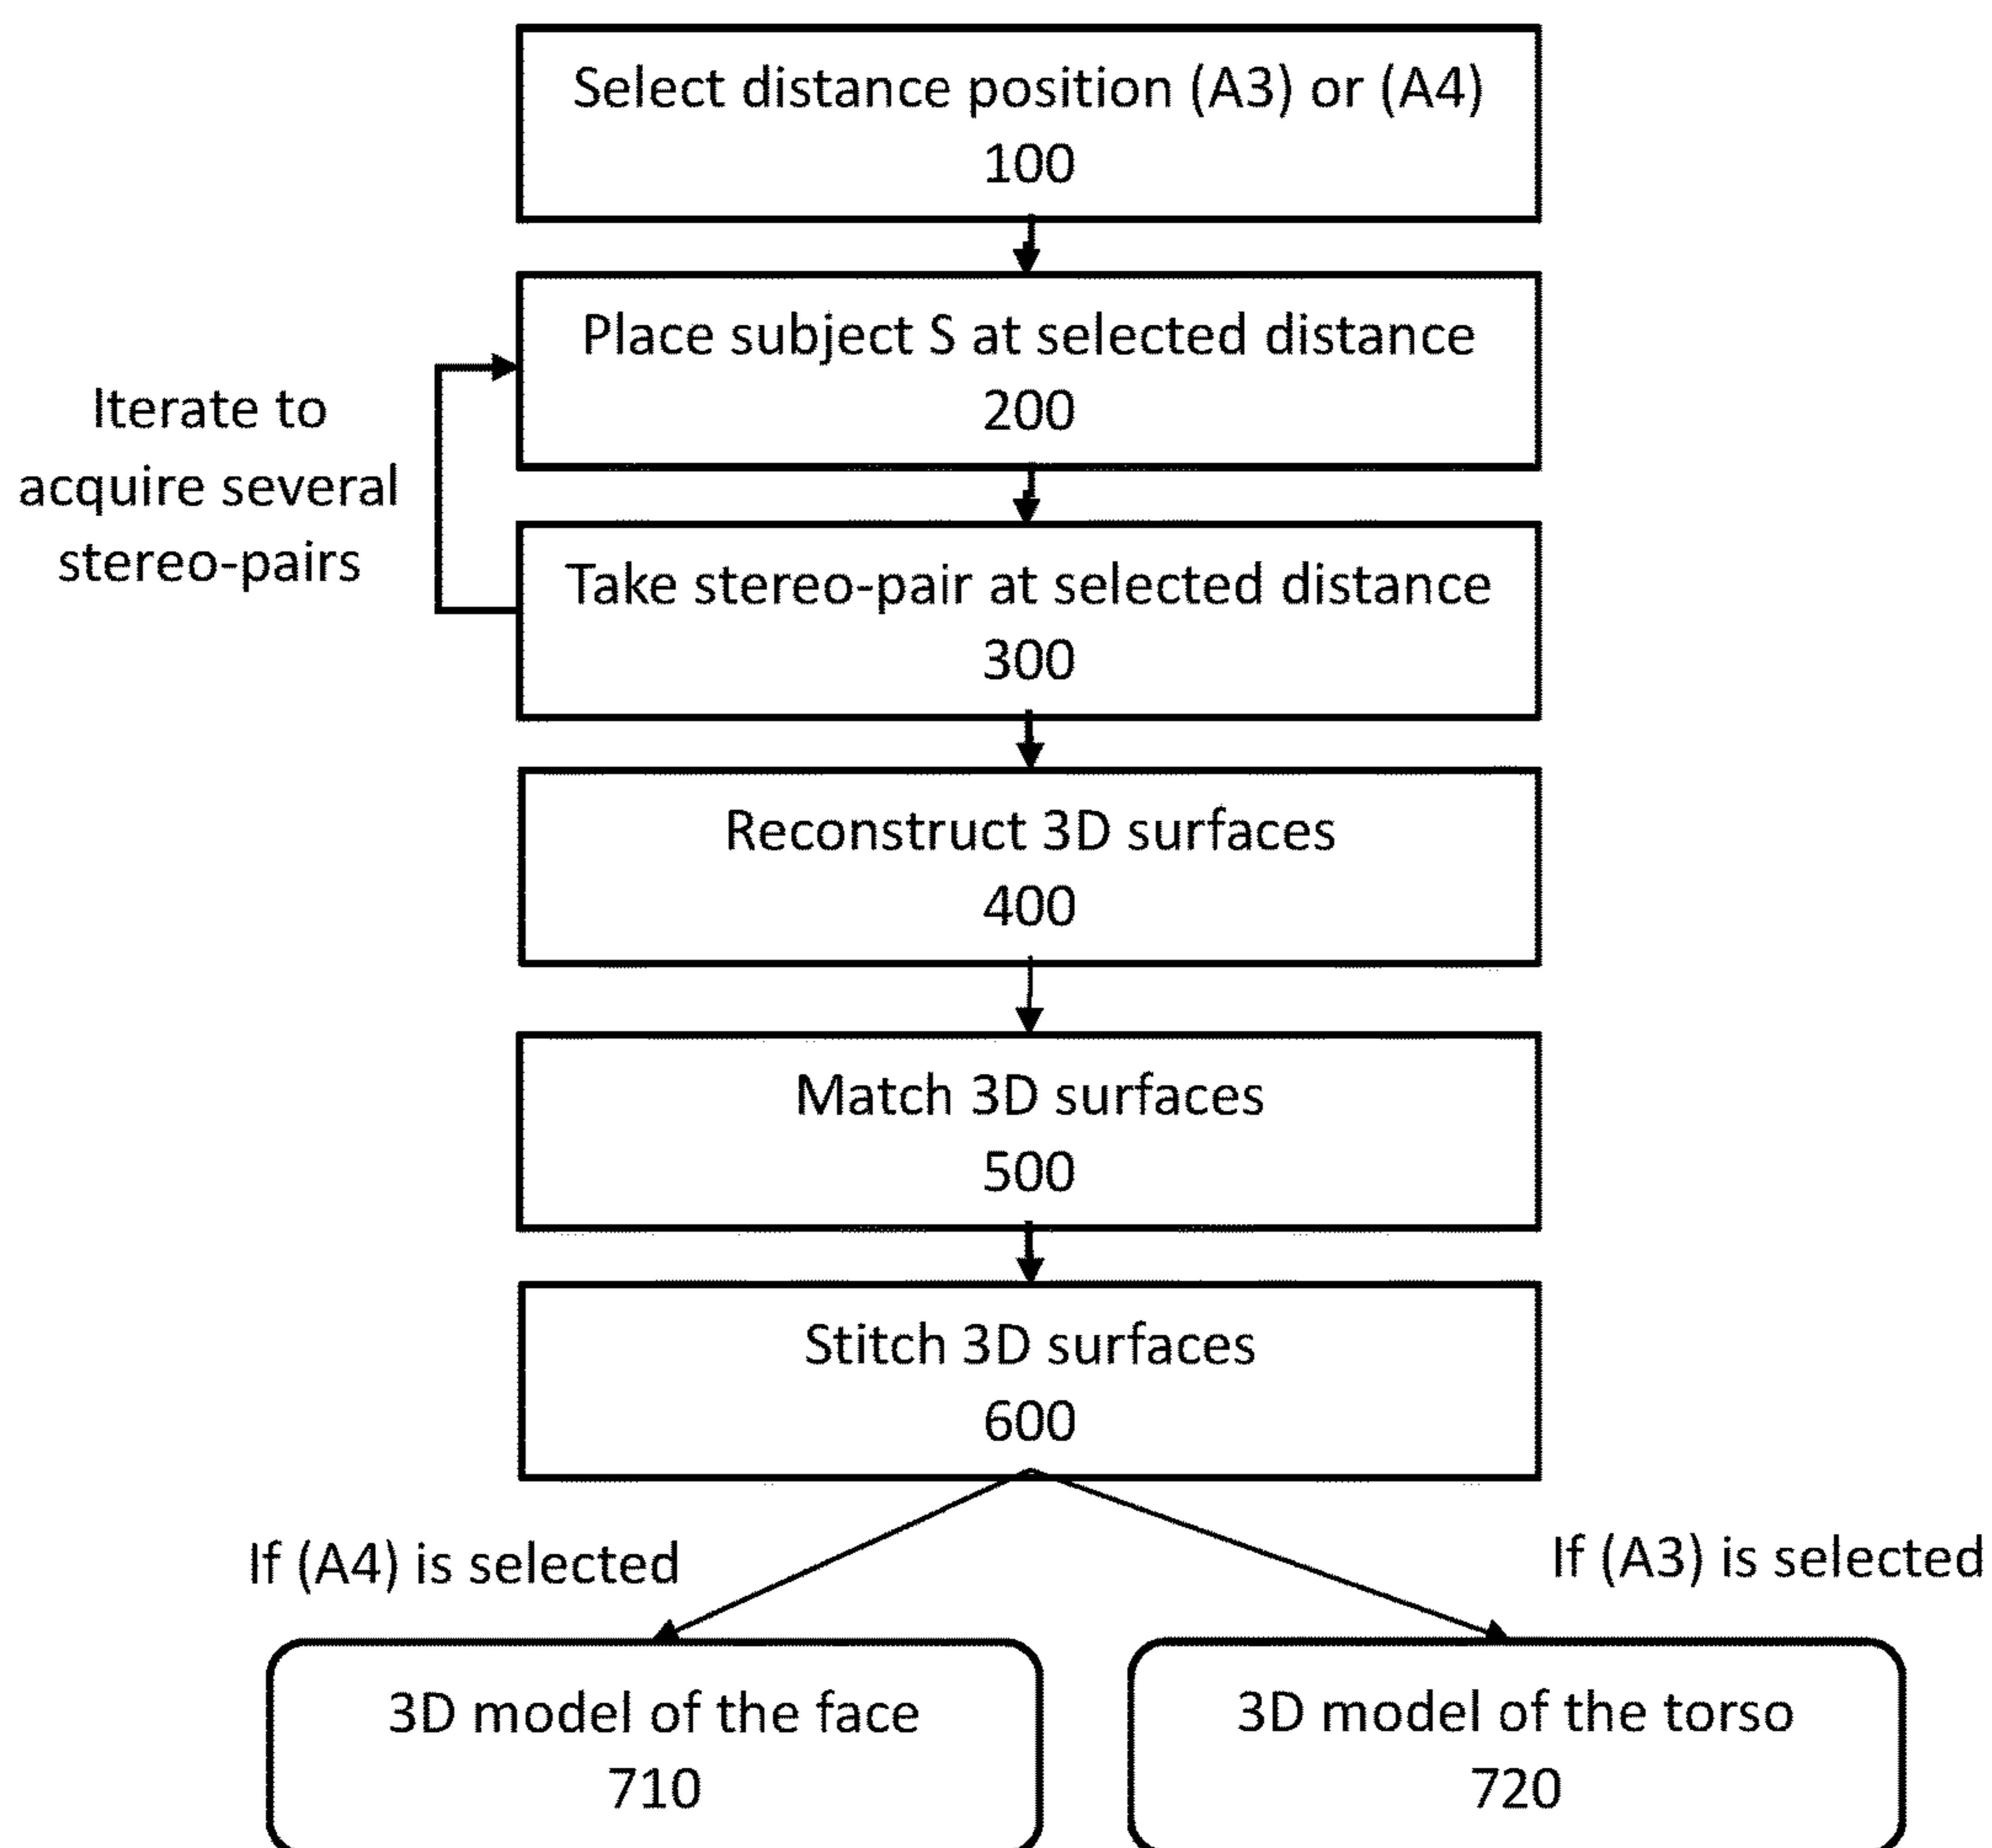 Select distance position (A3) or (A4)
100
Place subject S at selected distance
200
Iterate to
acquire several
stereo-pairs
Take stereo-pair at selected distance
300
Reconstruct 3D surfaces
400
Match 3D surfaces
500
Stitch 3D surfaces
600
If (A4) is selected
If (A3) is selected
3D model of the face
710
3D model of the torso
720